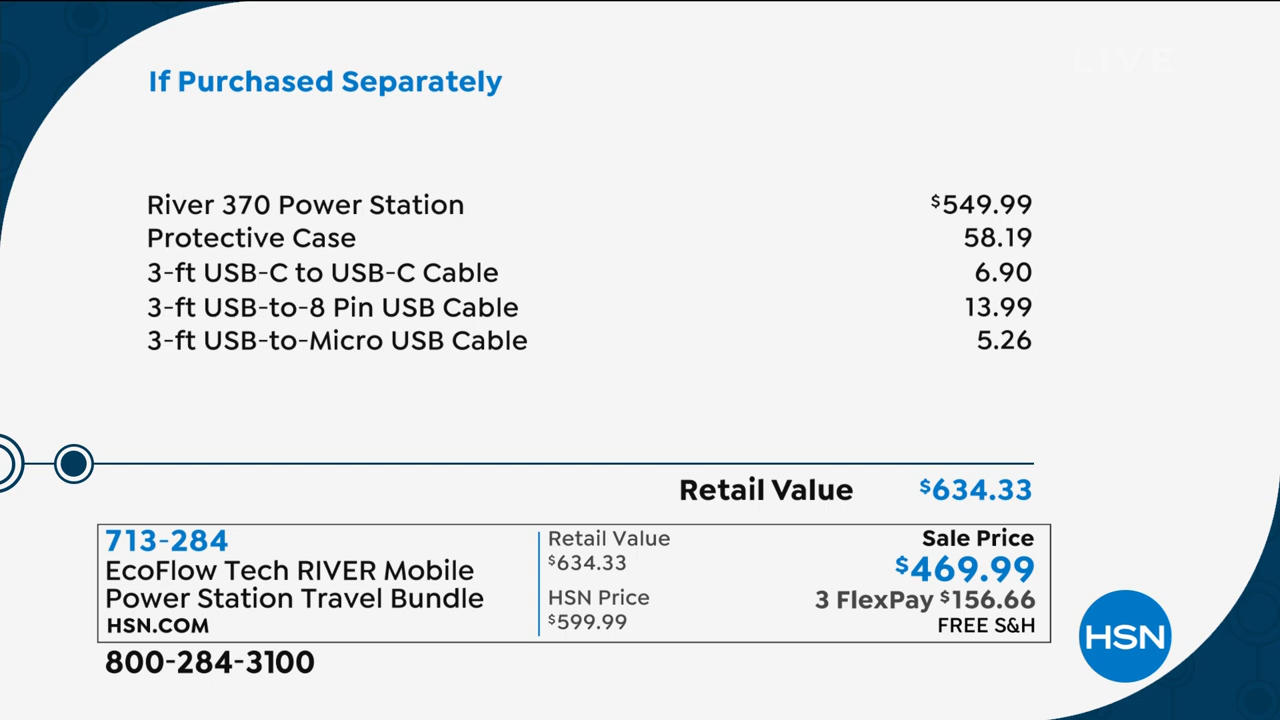 LIVE
If Purchased Separately
River 370 Power Station $549.99
Protective Case 58.19
3-ft USB-C to USB-C Cable 6.90
3-ft USB-to-8 Pin USB Cable 13.99
3-ft USB-to-Micro USB Cable 5.26
Retail Value $634.33
713-284
EcoFlow Tech RIVER Mobile
Power Station Travel Bundle
HSN.COM
Retail Value
$634.33
HSN Price
$599.99
Sale Price
$469.99
3 FlexPay $156.66
FREE S&H
800-284-3100
HSN